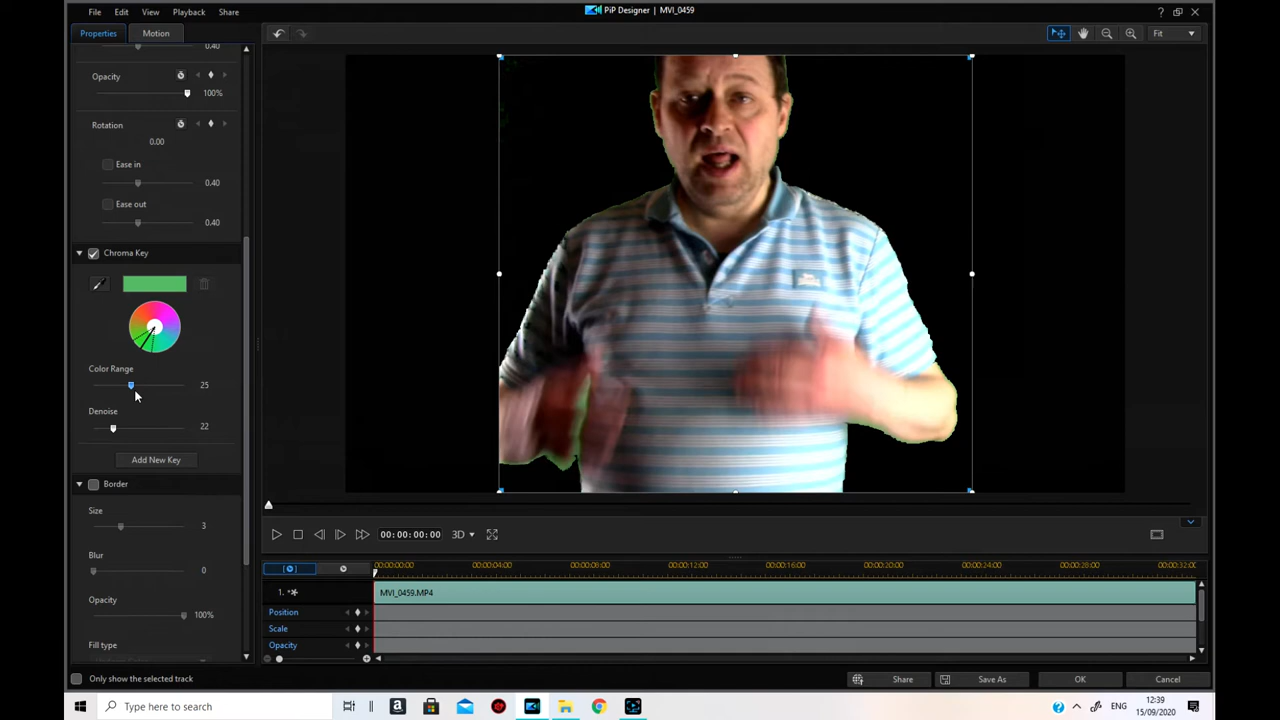 File Edit View Playback Share
PiP Designer | MVI_0459
Properties Motion
Fit
0.40
Opacity
100%
Rotation
0.00
Ease in
0.40
Ease out
0.40
Chroma Key
Color Range
25
Denoise
22
Add New Key
Border
Size
3
Blur
0
Opacity
100%
Fill type
00:00:00:00 3D
00:00:00:00 00:00:04:00 00:00:08:00 00:00:12:00 00:00:16:00 00:00:20:00 00:00:24:00 00:00:28:00 00:00:32:00
1. MVI_0459.MP4
Position
Scale
Opacity
Only show the selected track
Share Save As OK Cancel
Type here to search
ENG
12:39
15/09/2020